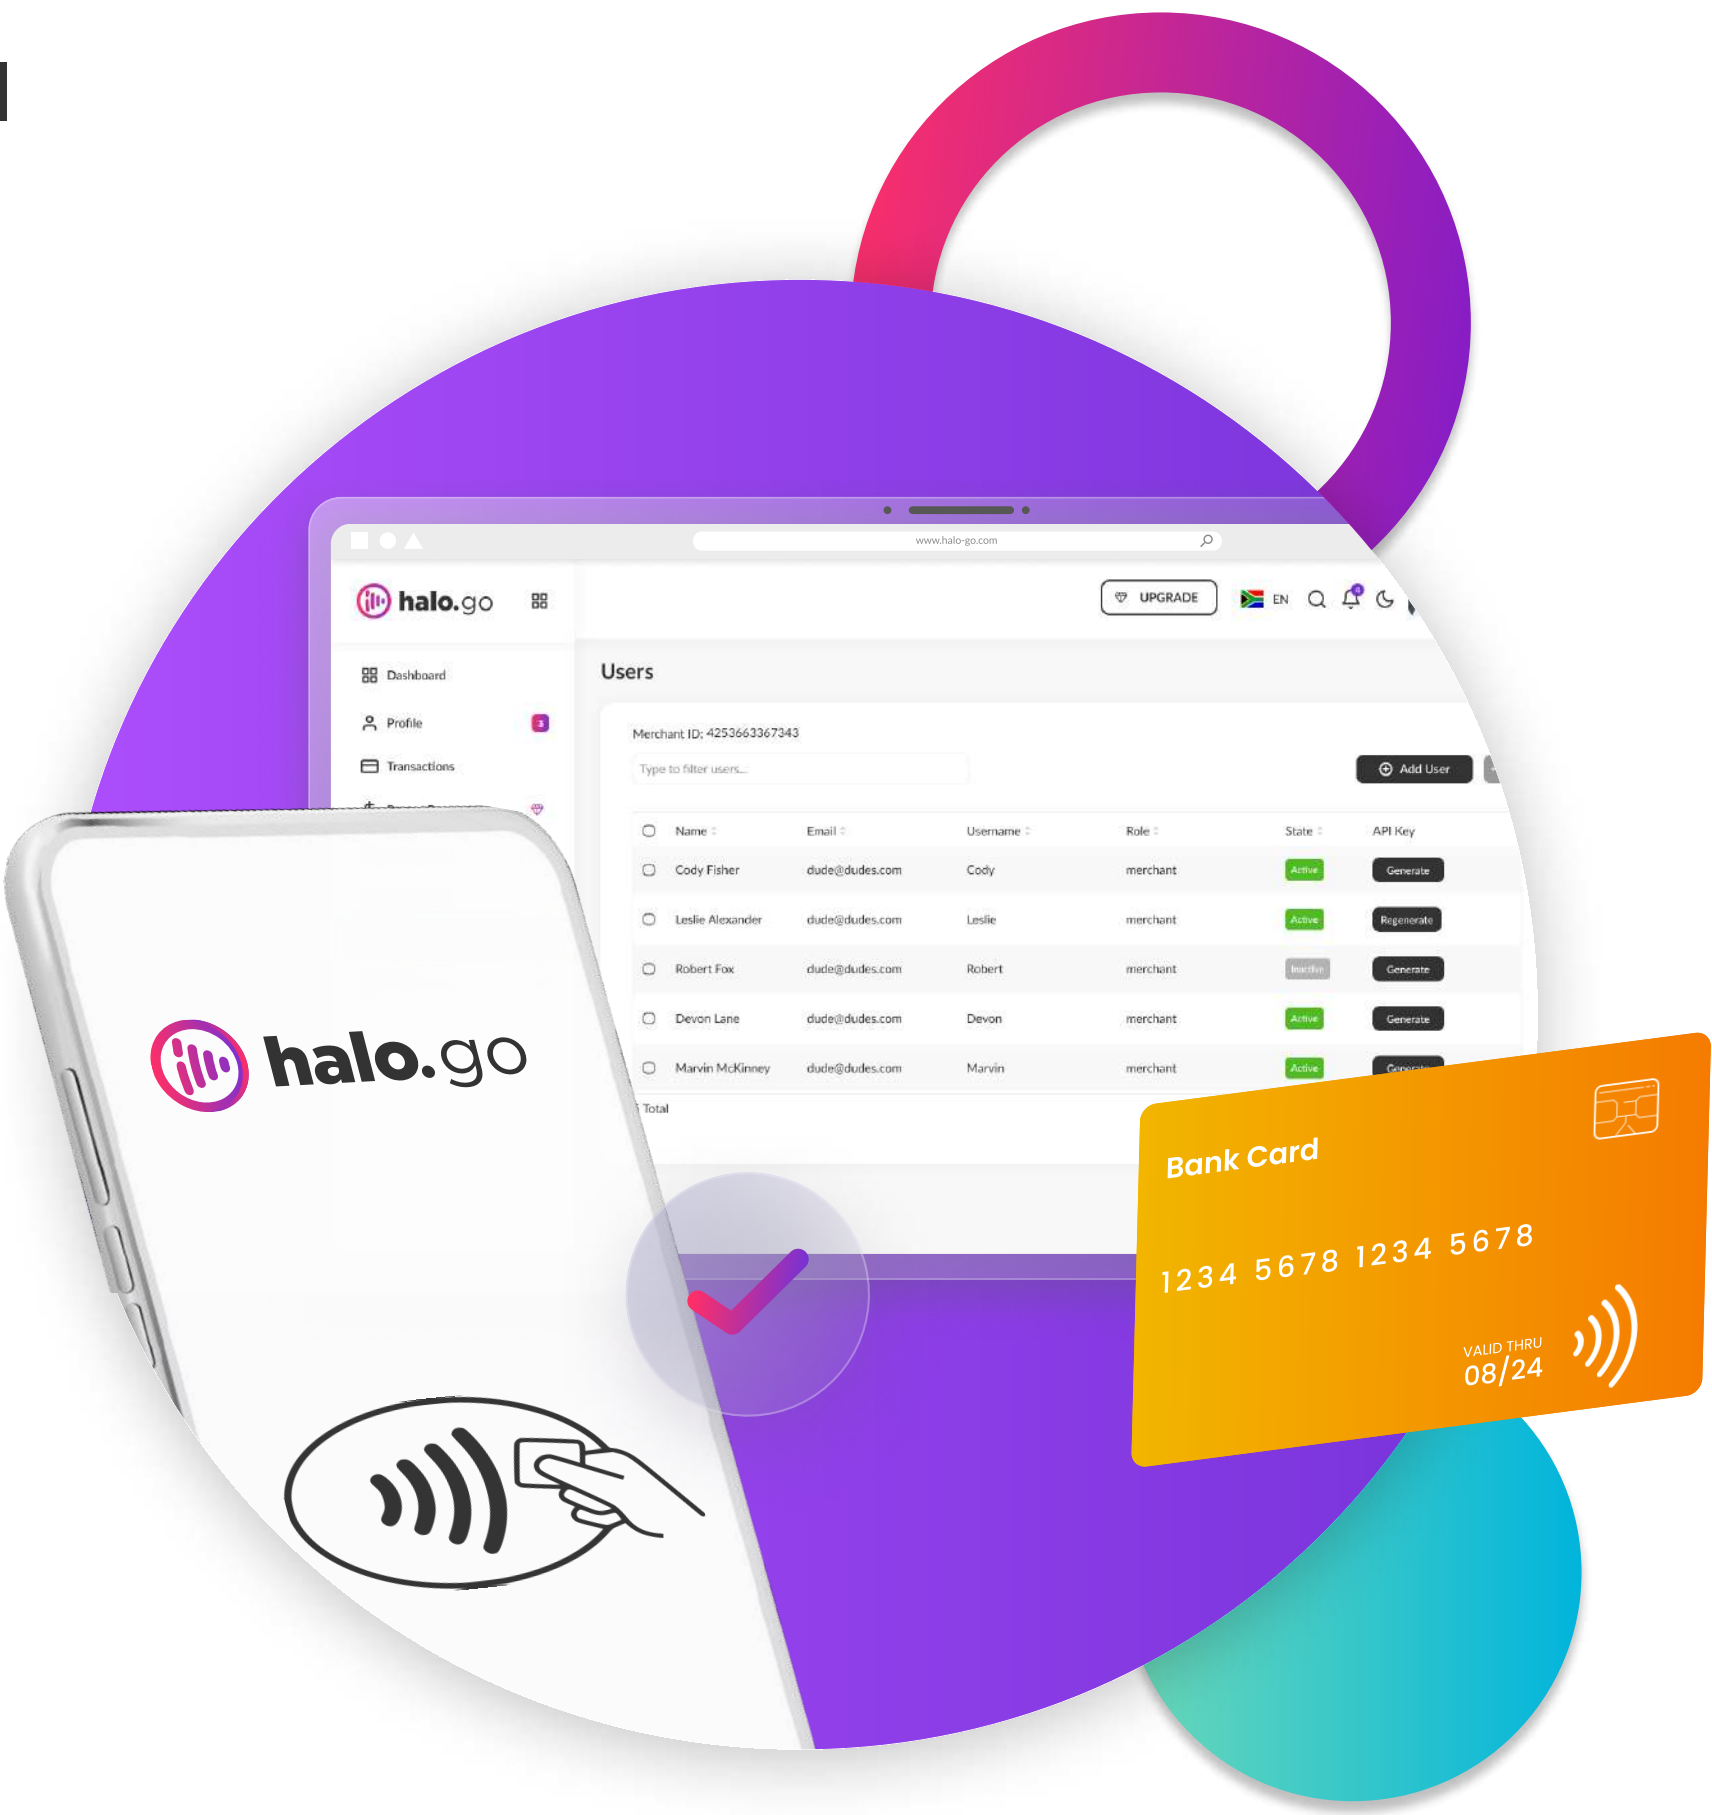 www.halo-go.com
halo.go
UPGRADE
EN
Dashboard
Users
Profile
3
Merchant ID: 4253663367343
Transactions
Type to filter users...
Add User
Name Email Username Role State API Key
Cody Fisher dude@dudes.com Cody merchant Active Generate
Leslie Alexander dude@dudes.com Leslie merchant Active Regenerate
Robert Fox dude@dudes.com Robert merchant Inactive Generate
Devon Lane dude@dudes.com Devon merchant Active Generate
Marvin McKinney dude@dudes.com Marvin merchant Active Generate
Total
halo.go
Bank Card
1234 5678 1234 5678
VALID THRU
08/24